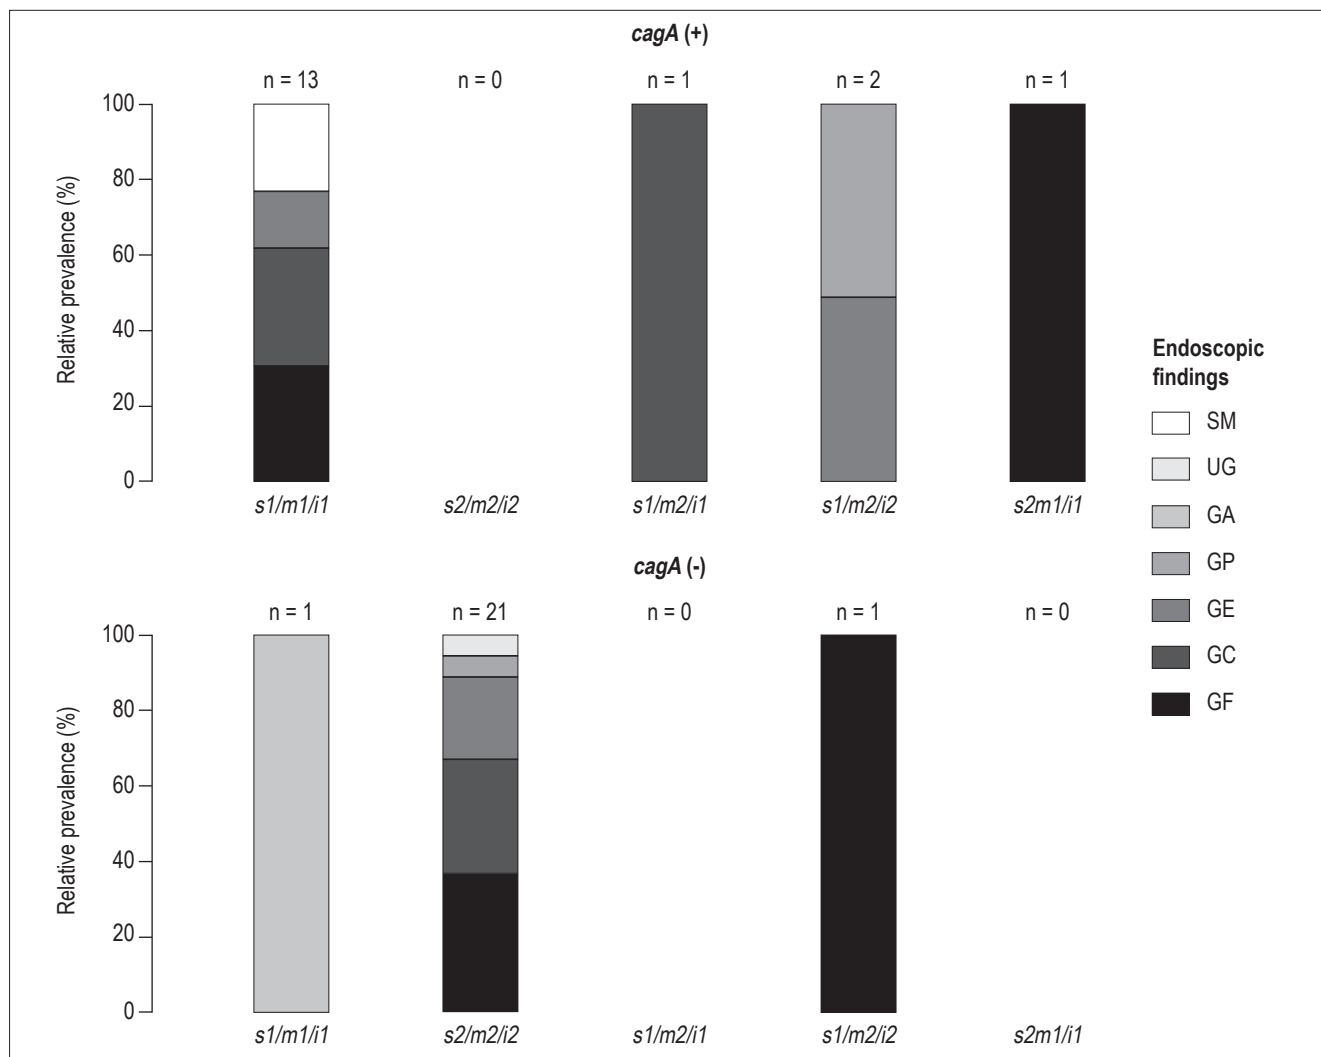 cagA (+)
n = 13
n = 0
n = 1
n = 2
n = 1
Relative prevalence (%)
100
80
60
40
20
0
s1/m1/i1
s2/m2/i2
s1/m2/i1
s1/m2/i2
s2m1/i1
Endoscopic
findings
SM
UG
GA
GP
GE
GC
GF
cagA (-)
n = 1
n = 21
n = 0
n = 1
n = 0
Relative prevalence (%)
100
80
60
40
20
0
s1/m1/i1
s2/m2/i2
s1/m2/i1
s1/m2/i2
s2m1/i1